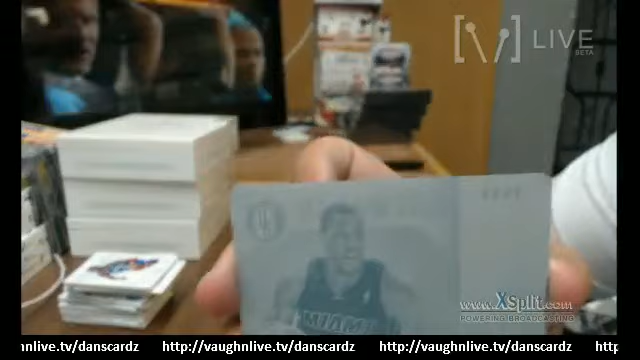 LIVE
BETA
MIAMI
www.XSplit.com
POWERING BROADCASTING
nnlive.tv/danscardz http://vaughnlive.tv/danscardz http://vaughnlive.tv/danscardz http